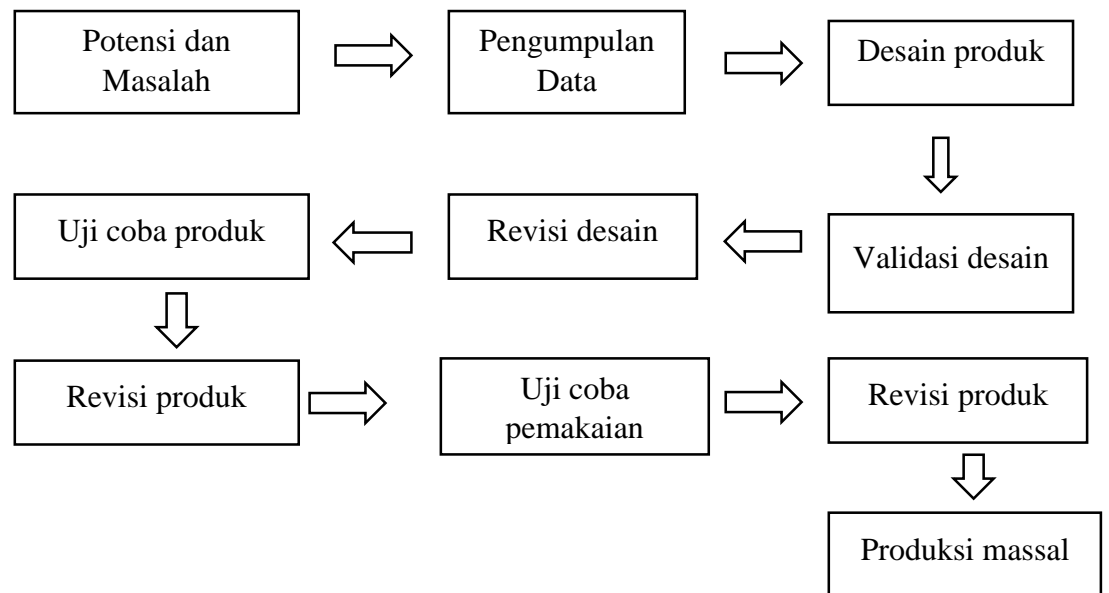 Potensi dan
Masalah
Pengumpulan
Data
Desain produk
Validasi desain
Revisi desain
Uji coba produk
Revisi produk
Uji coba
pemakaian
Revisi produk
Produksi massal